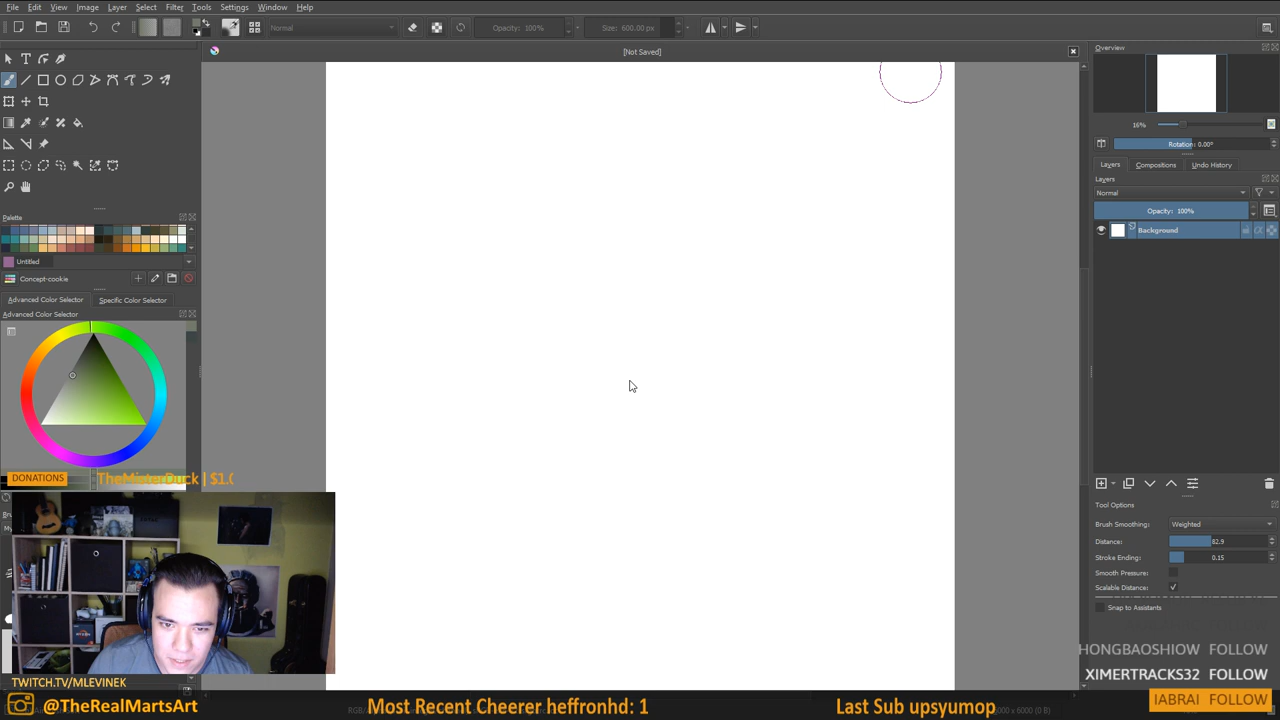 File Edit View Image Layer Select Filter Tools Settings Window Help
Normal Opacity: 100% Size: 600.00 px
[Not Saved]
Overview
16%
Rotation: 0.00°
Layers Compositions Undo History
Layers
Normal
Opacity: 100%
Background
Palette
Untitled
Concept-cookie
Advanced Color Selector Specific Color Selector
Advanced Color Selector
DONATIONS TheMisterDuck | $1.0
Tool Options
Brush Smoothing: Weighted
Distance: 82.9
Stroke Ending: 0.15
Smooth Pressure:
Scalable Distance: ✓
Snap to Assistants
HONGBAOSHIOW FOLLOW
XIMERTRACKS32 FOLLOW
IABRAI FOLLOW
TWITCH.TV/MLEVINEK
@TheRealMartsArt
Most Recent Cheerer heffronhd: 1
Last Sub upsyumop